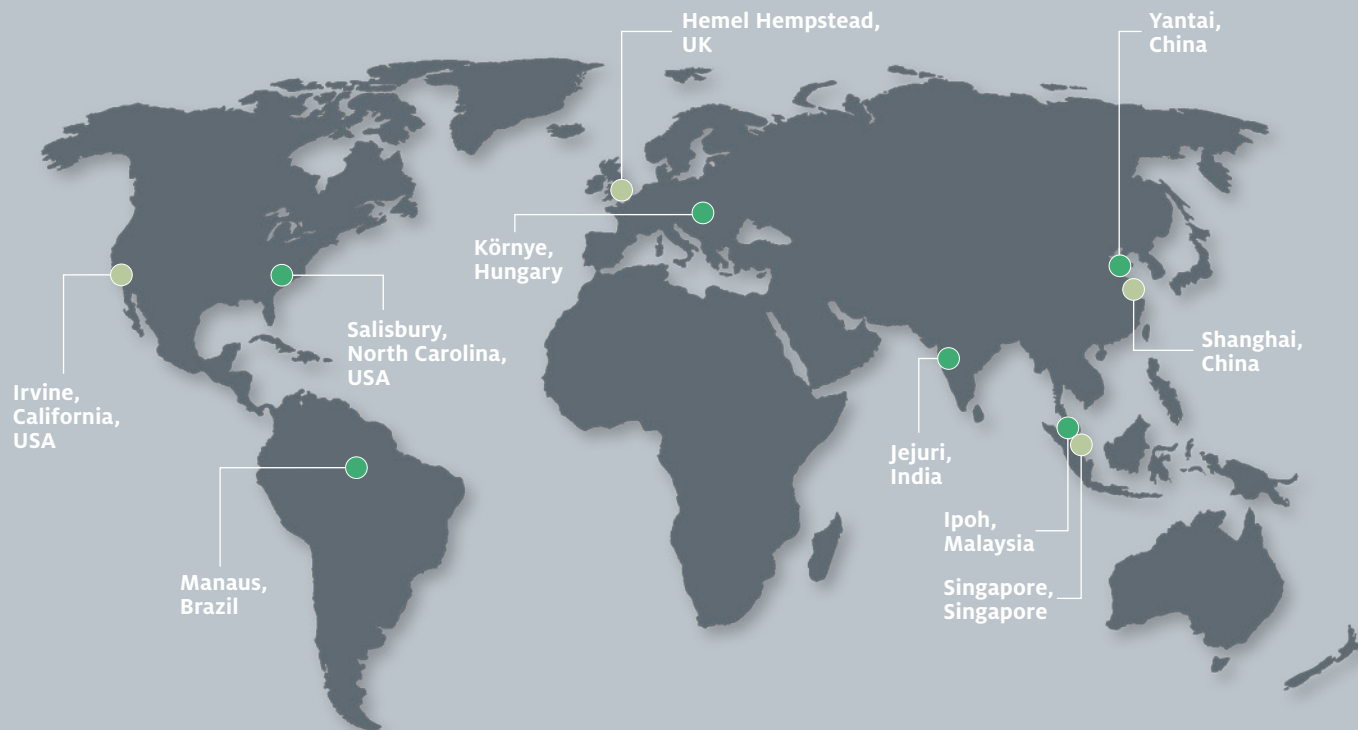 Hemel Hempstead,
UK
Yantai,
China
Környe,
Hungary
Salisbury,
North Carolina,
USA
Shanghai,
China
Irvine,
California,
USA
Jejuri,
India
Ipoh,
Malaysia
Manaus,
Brazil
Singapore,
Singapore